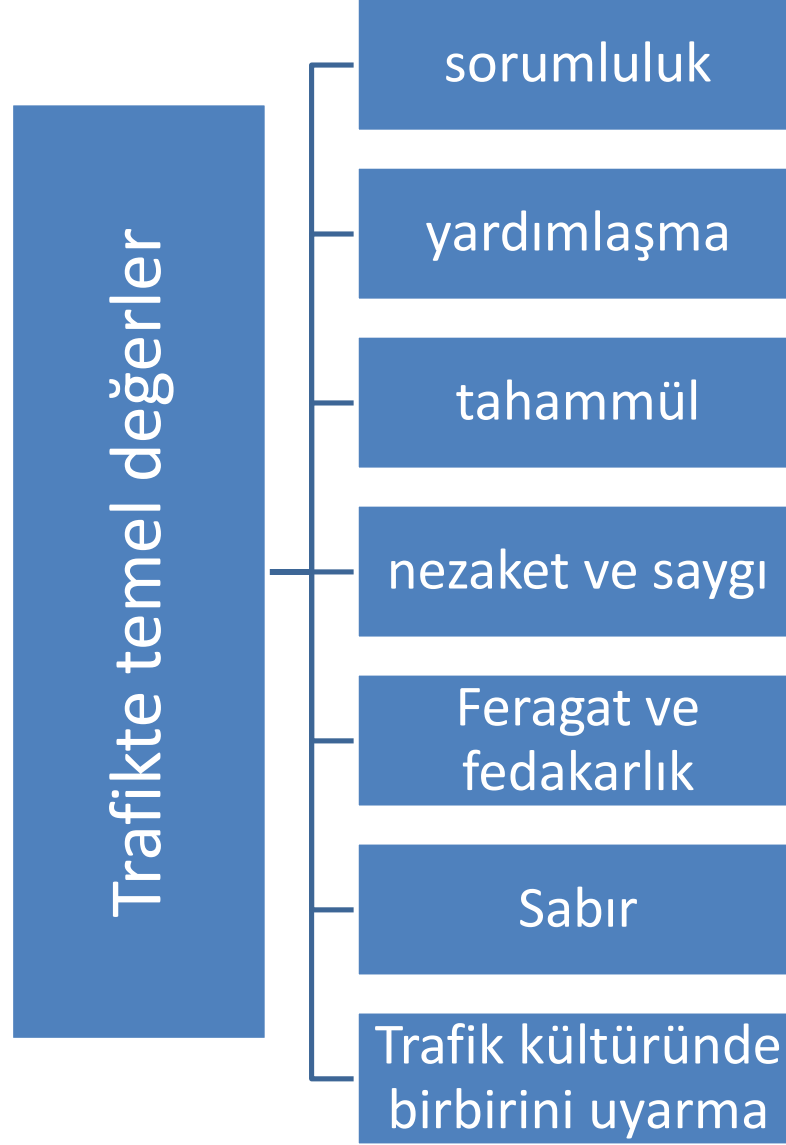 Trafikte temel değerler
sorumluluk
yardımlaşma
tahammül
nezaket ve saygı
Feragat ve
fedakarlık
Sabır
Trafik kültüründe
birbirini uyarma